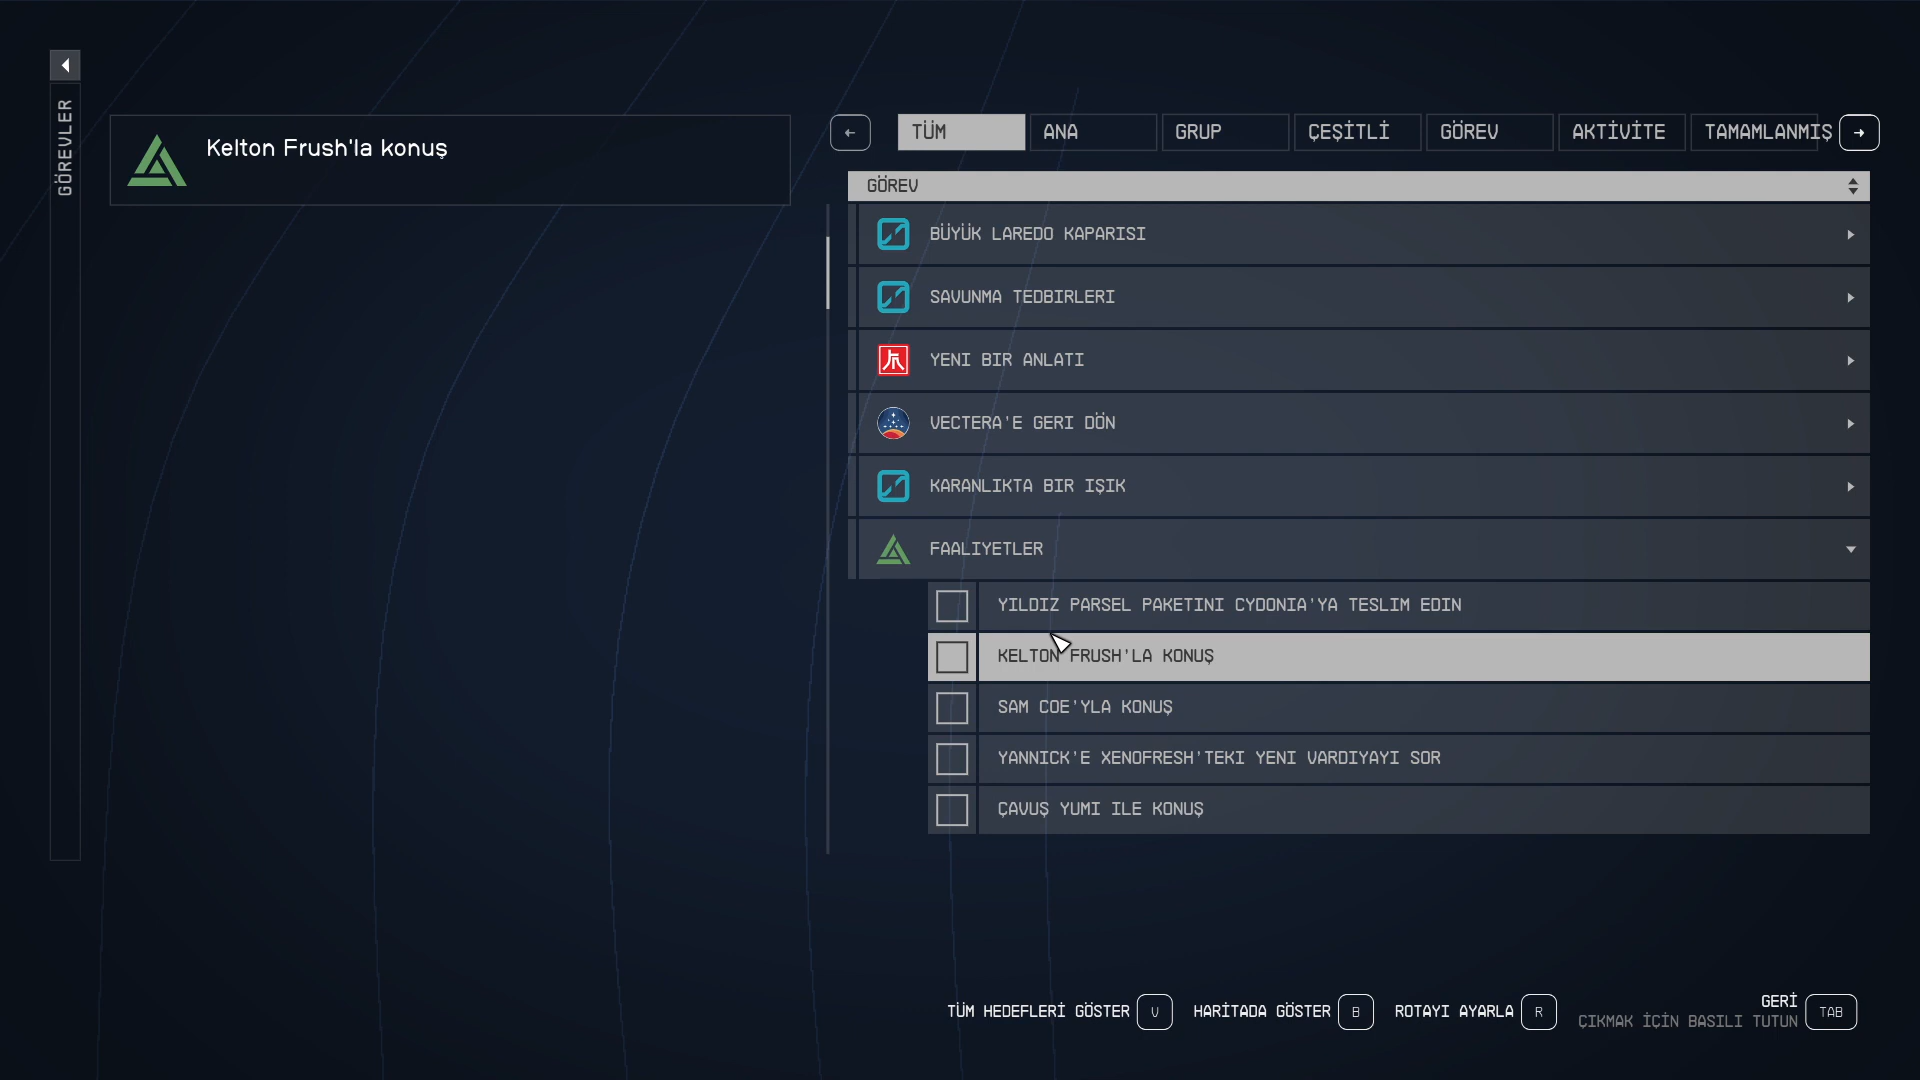 GÖREVLER
Kelton Frush'la konuş
TÜM
ANA
GRUP
ÇEŞİTLİ
GÖREV
AKTİVİTE
TAMAMLANMIŞ
GÖREV
BÜYÜK LAREDO KAPARISI
SAVUNMA TEDBIRLERI
YENI BIR ANLATI
VECTERA'E GERI DÖN
KARANLIKTA BIR IŞIK
FAALIYETLER
YILDIZ PARSEL PAKETINI CYDONIA'YA TESLIM EDIN
KELTON FRUSH'LA KONUŞ
SAM COE'YLA KONUŞ
YANNICK'E XENOFRESH'TEKI YENI VARDIYAYI SOR
ÇAVUŞ YUMI ILE KONUŞ
TÜM HEDEFLERİ GÖSTER V
HARİTADA GÖSTER B
ROTAYI AYARLA R
GERİ
ÇIKMAK İÇİN BASILI TUTUN TAB